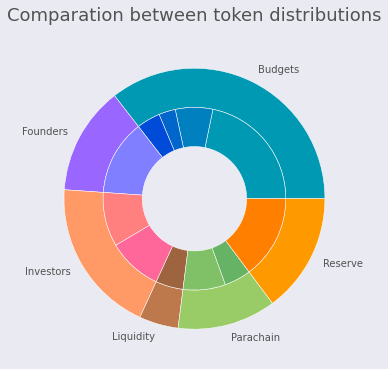 Comparation between token distributions
Budgets
Founders
Investors
Reserve
Liquidity
Parachain